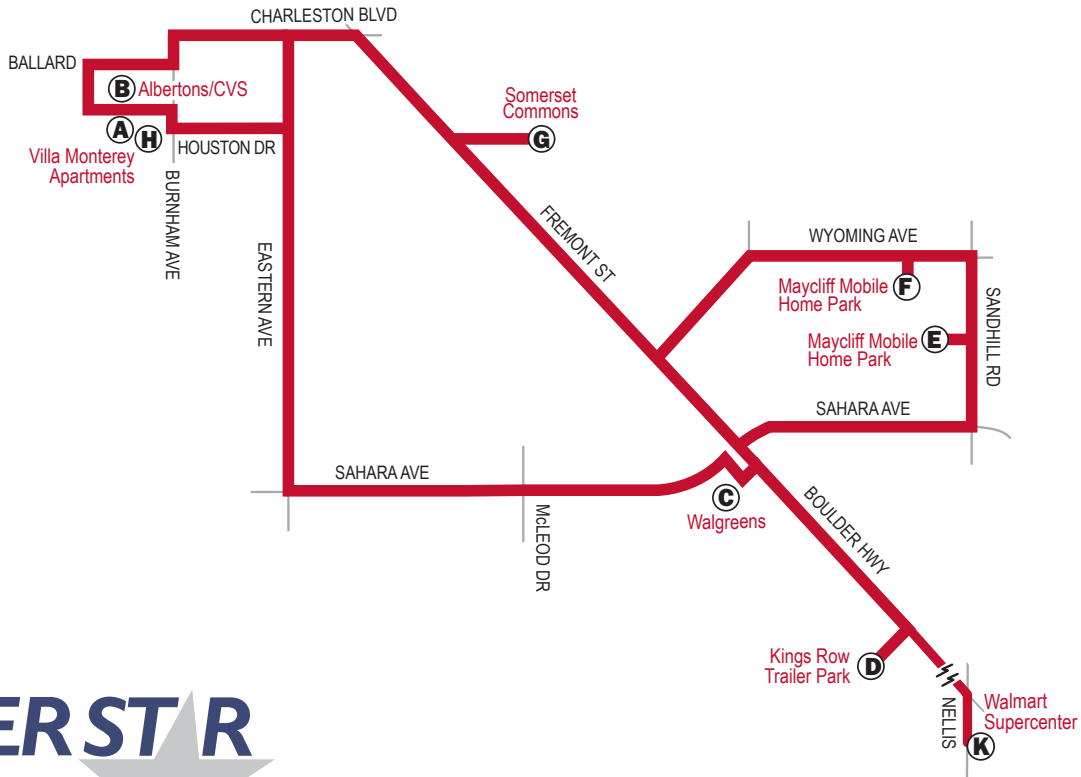 CHARLESTON BLVD
BALLARD
B
Albertons/CVS
A
H
Villa Monterey
Apartments
HOUSTON DR
BURNHAM AVE
EASTERN AVE
Somerset
Commons
G
FREMONT ST
WYOMING AVE
Maycliff Mobile
Home Park
F
Maycliff Mobile
Home Park
E
SANDHILL RD
SAHARA AVE
SAHARA AVE
McLEOD DR
C
Walgreens
BOULDER HWY
Kings Row
Trailer Park
D
NELLIS
Walmart
Supercenter
K
ER STAR